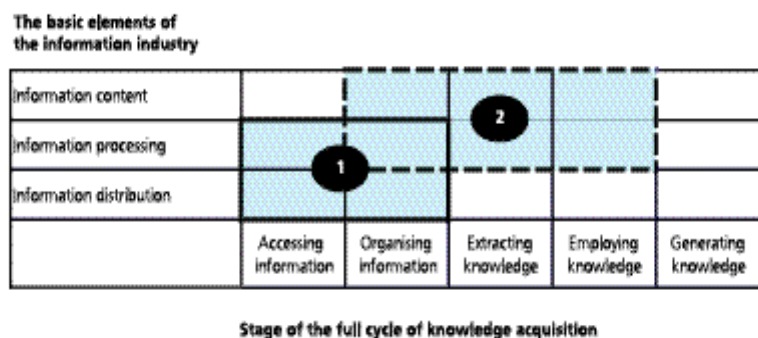 The basic elements of
the information industry
Information content
2
Information processing
1
Information distribution
Accessing Organising Extracting Employing Generating
information information knowledge knowledge knowledge
Stage of the full cycle of knowledge acquisition